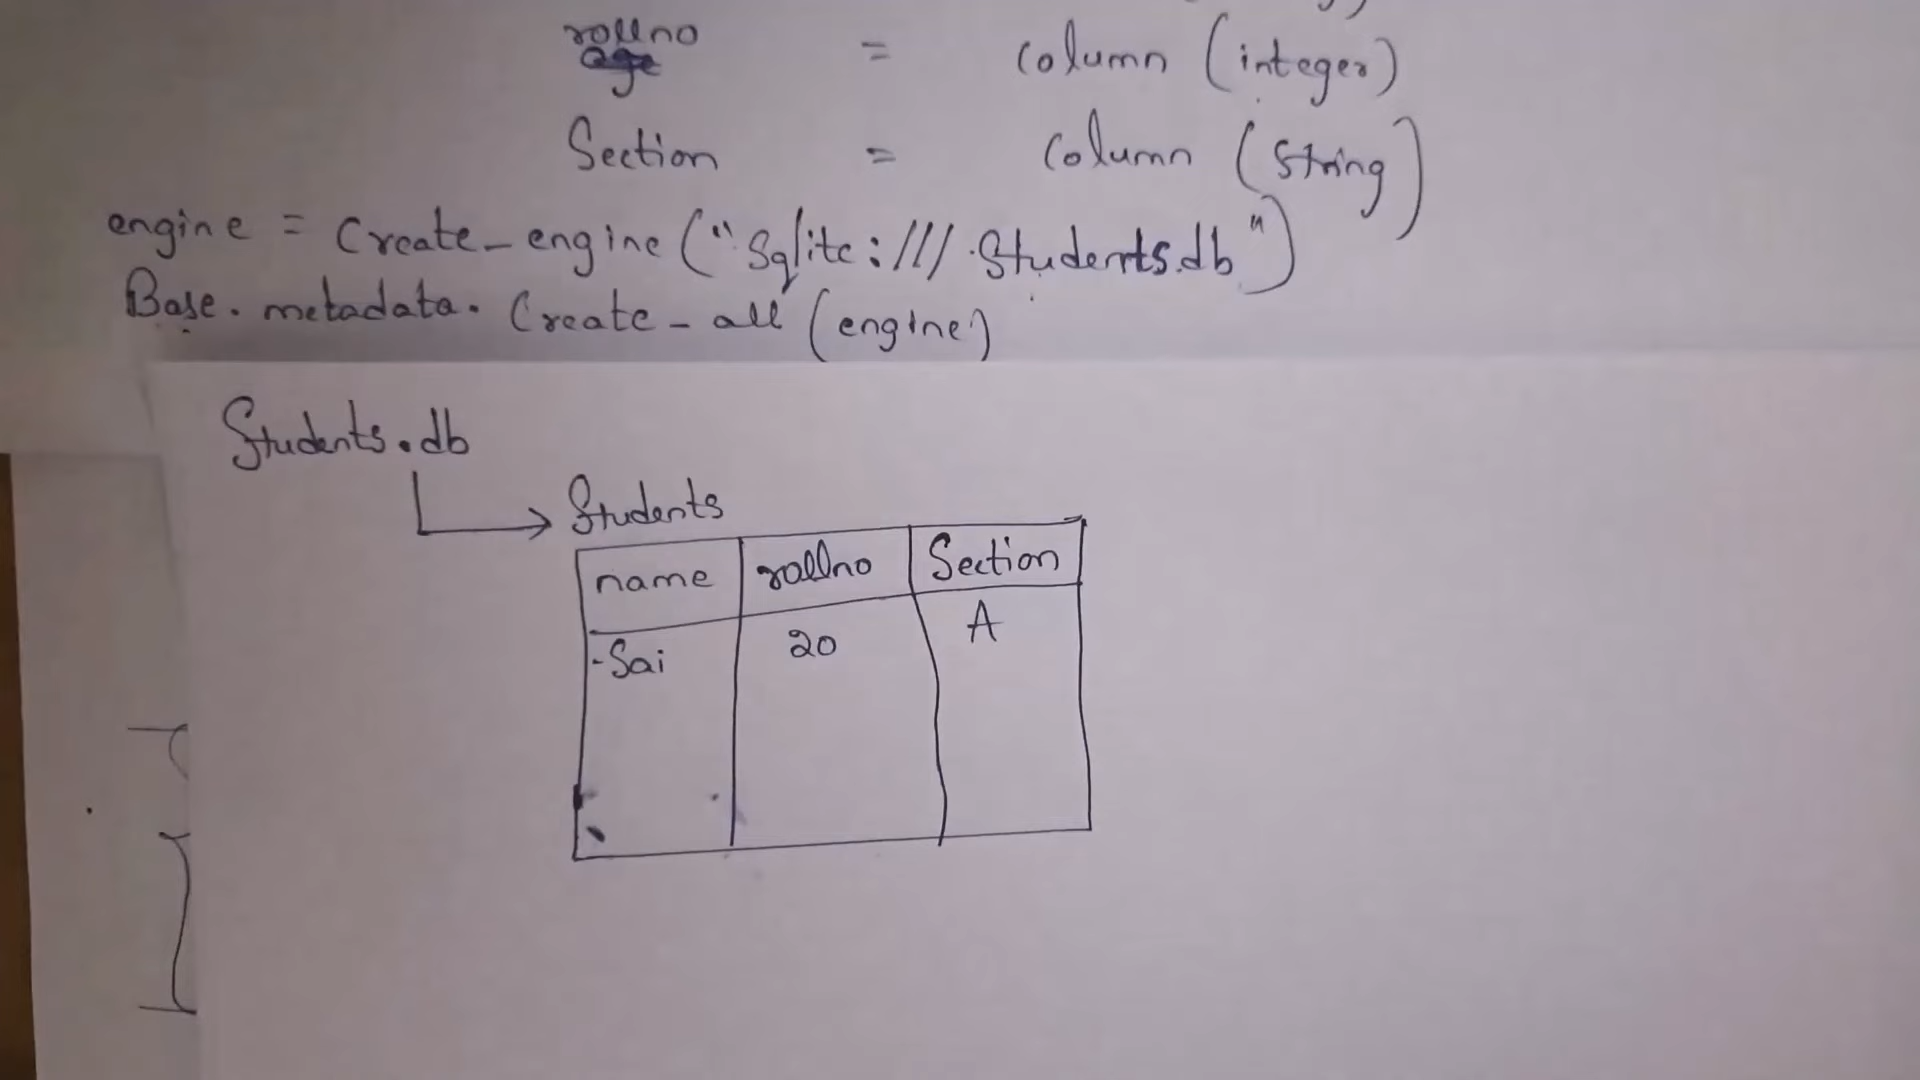 rollno = column (integer)
Section = column (string)
engine = Create_engine ("Sqlite:///.Students.db")
Base.metadata.Create_all (engine)
Students.db
Students
name rollno Section
Sai 20 A